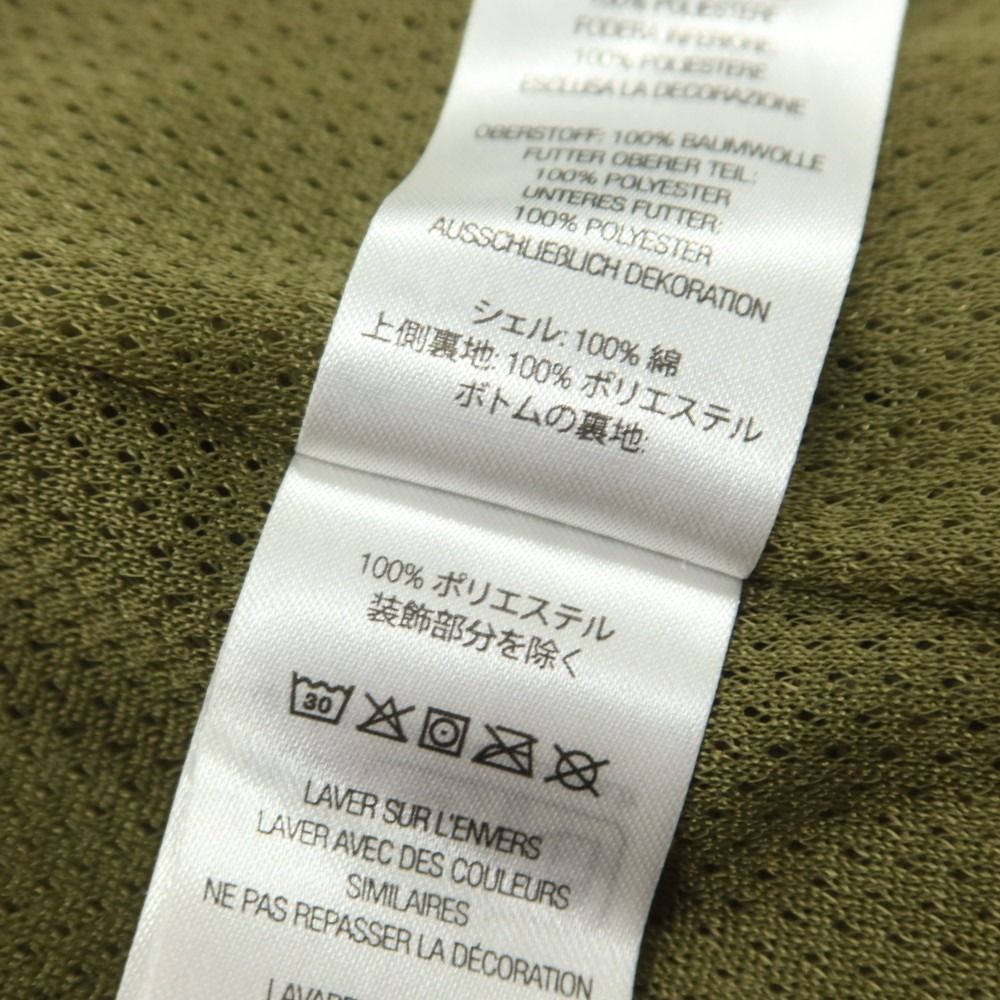 100% POLIESTERE
FODERA INFERIORE:
100% POLIESTERE
ESCLUSA LA DECORAZIONE
OBERSTOFF: 100% BAUMWOLLE
FUTTER OBERER TEIL:
100% POLYESTER
UNTERES FUTTER:
100% POLYESTER
AUSSCHLIEßLICH DEKORATION
シェル: 100% 綿
上側裏地: 100% ポリエステル
ボトムの裏地:
100% ポリエステル
装飾部分を除く
30
LAVER SUR L'ENVERS
LAVER AVEC DES COULEURS
SIMILAIRES
NE PAS REPASSER LA DÉCORATION